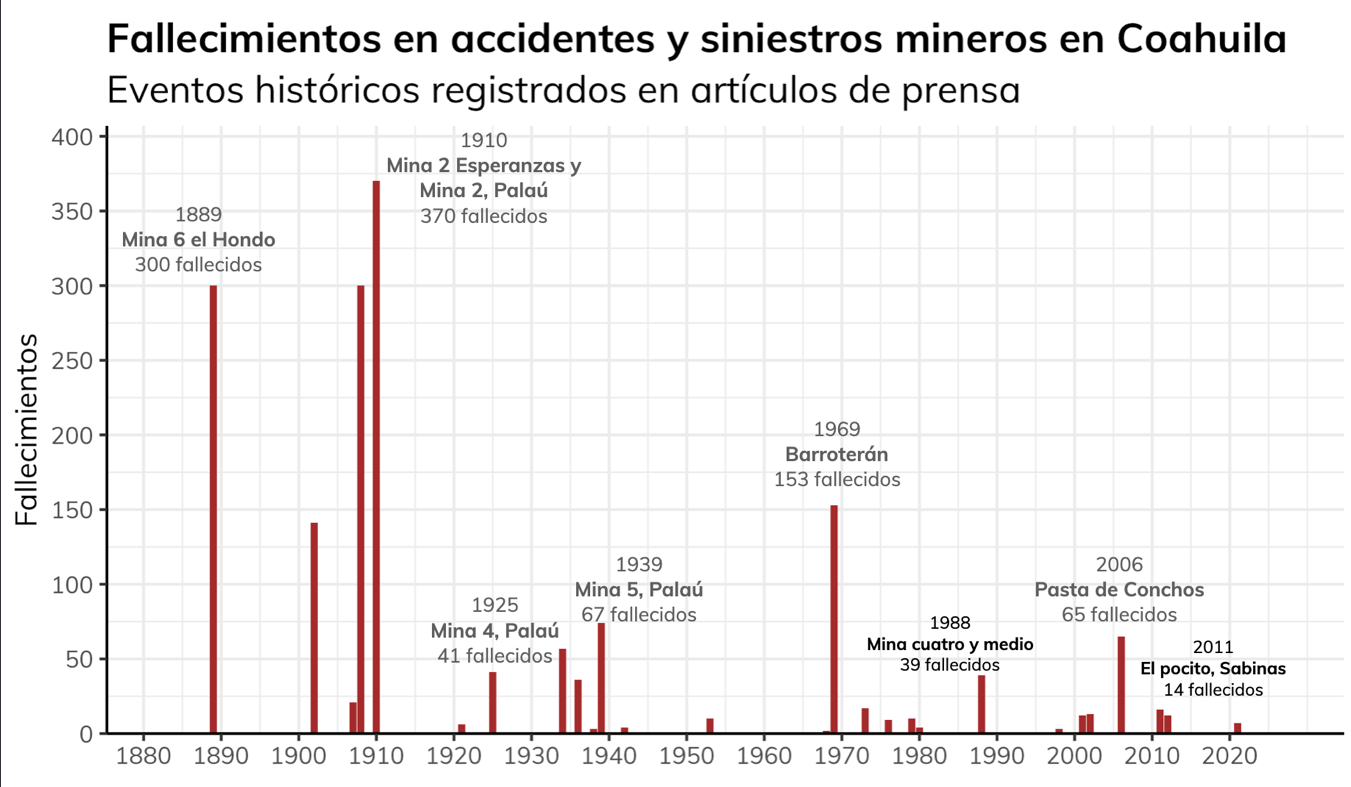 Fallecimientos en accidentes y siniestros mineros en Coahuila
Eventos históricos registrados en artículos de prensa
Fallecimientos
400
350
300
250
200
150
100
50
0
1889
Mina 6 el Hondo
300 fallecidos
1910
Mina 2 Esperanzas y
Mina 2, Palaú
370 fallecidos
1925
Mina 4, Palaú
41 fallecidos
1939
Mina 5, Palaú
67 fallecidos
1969
Barroterán
153 fallecidos
1988
Mina cuatro y medio
39 fallecidos
2006
Pasta de Conchos
65 fallecidos
2011
El pocito, Sabinas
14 fallecidos
1880 1890 1900 1910 1920 1930 1940 1950 1960 1970 1980 1990 2000 2010 2020